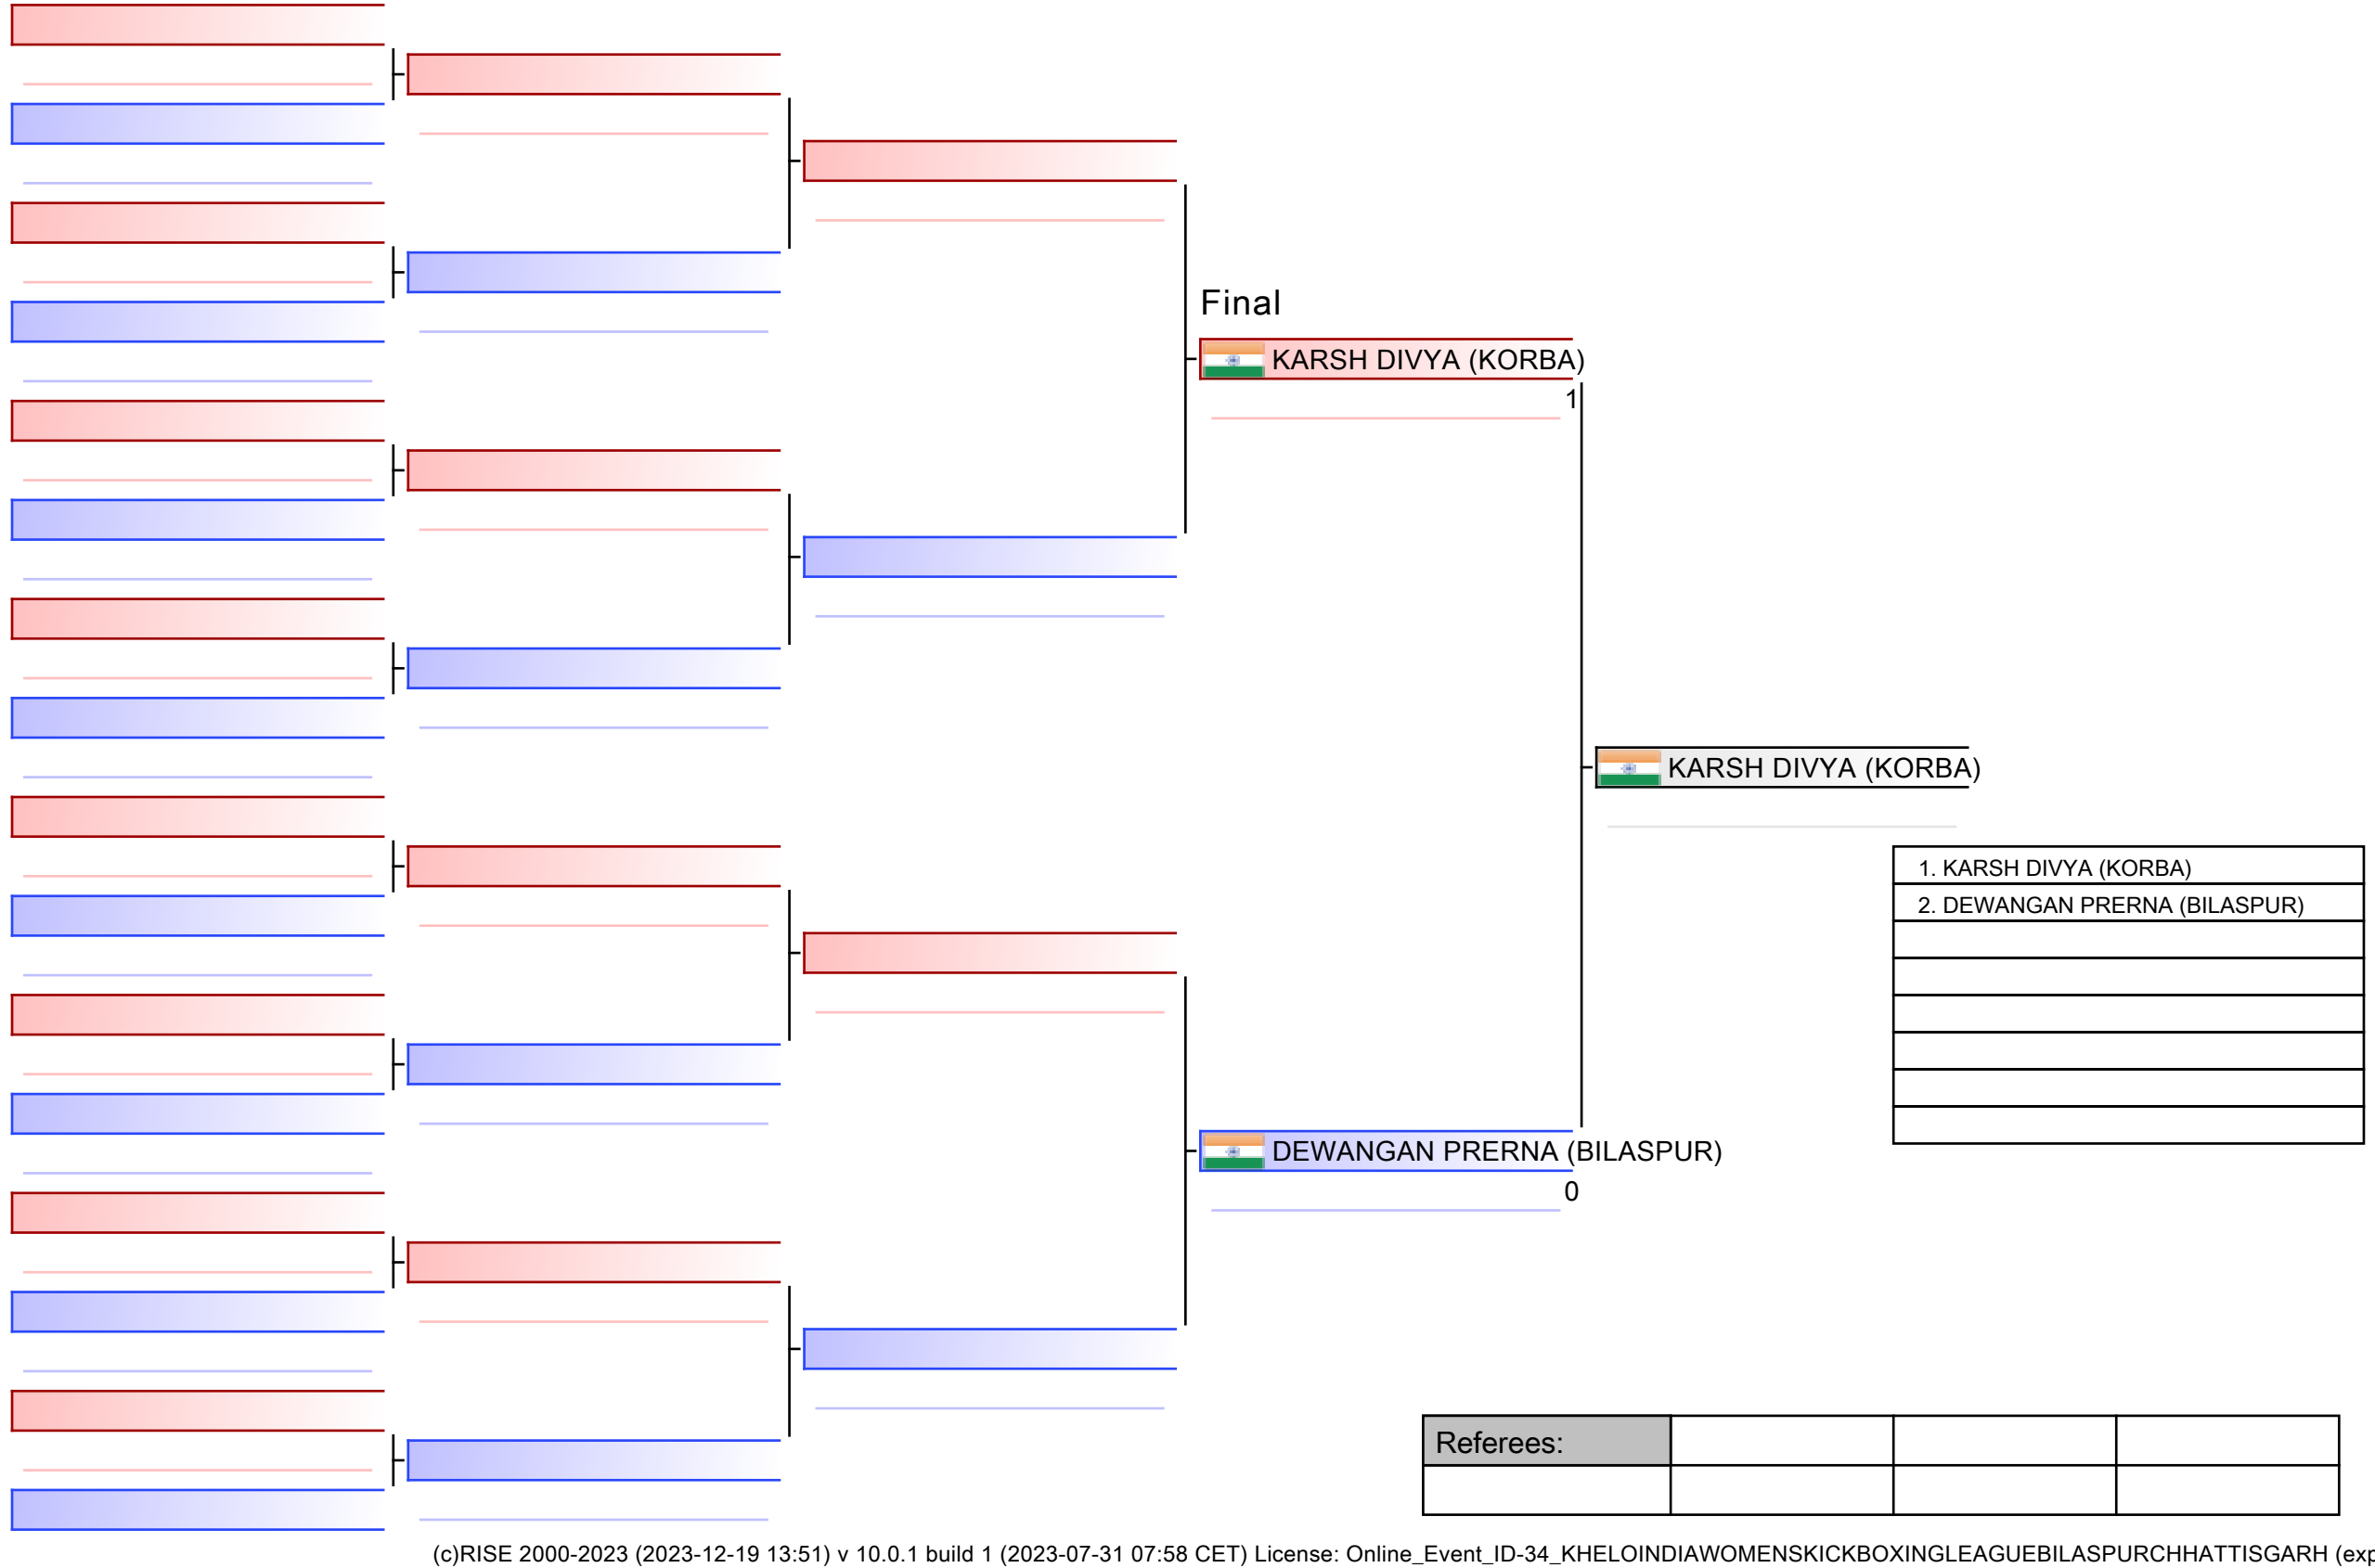 Final
KARSH DIVYA (KORBA)
1
KARSH DIVYA (KORBA)
1. KARSH DIVYA (KORBA)
2. DEWANGAN PRERNA (BILASPUR)
DEWANGAN PRERNA (BILASPUR)
0
Referees:
(c)RISE 2000-2023 (2023-12-19 13:51) v 10.0.1 build 1 (2023-07-31 07:58 CET) License: Online_Event_ID-34_KHELOINDIAWOMENSKICKBOXINGLEAGUEBILASPURCHHATTISGARH (exp